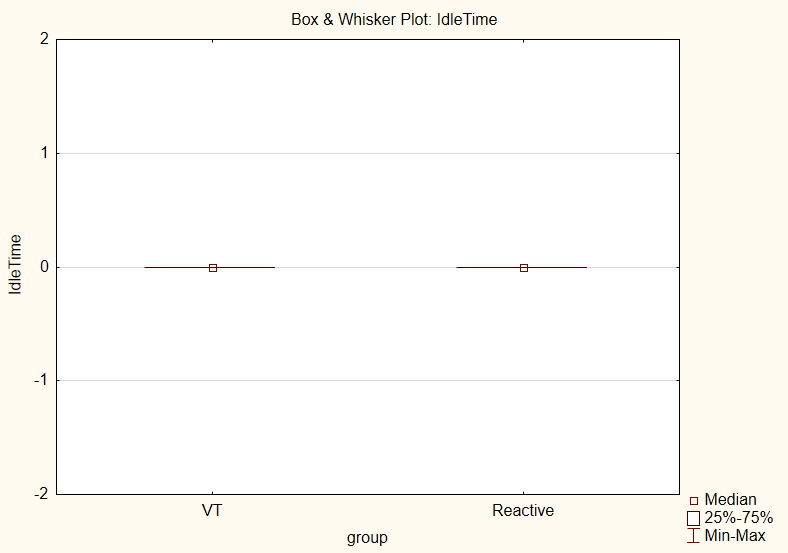 Box & Whisker Plot: IdleTime
2
1
0
-1
-2
IdleTime
VT
Reactive
group
Median
25%-75%
Min-Max